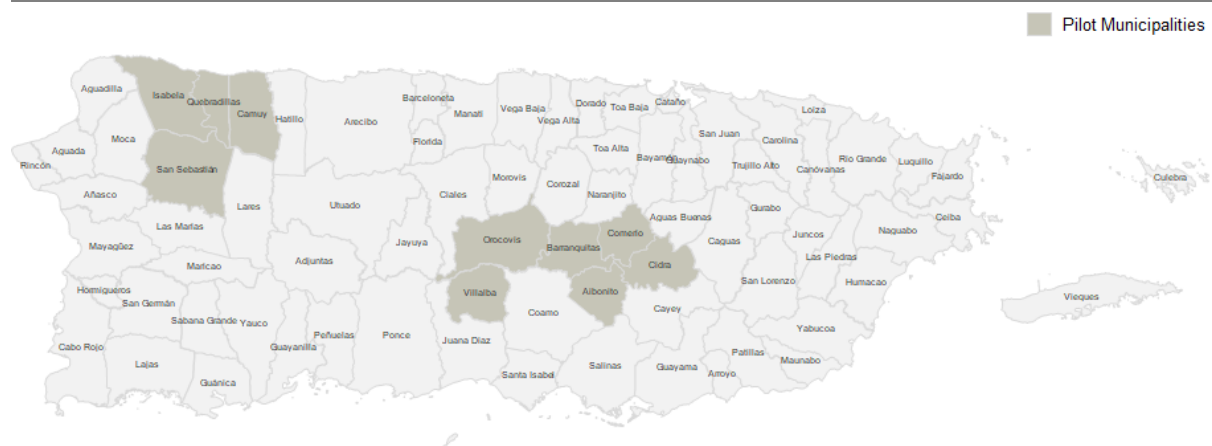 Pilot Municipalities
Aguadilla
Isabela
Quebradillas
Camuy
Hatillo
Arecibo
Barceloneta
Manatí
Vega Baja
Vega Alta
Dorado
Toa Baja
Cataño
Loiza
Moca
Florida
San Juan
Carolina
Aguada
Rincón
San Sebastián
Toa Alta
Bayamón
Guaynabo
Trujillo Alto
Canóvanas
Rio Grande
Luquillo
Fajardo
Culebra
Añasco
Lares
Utuado
Ciales
Morovis
Corozal
Naranjito
Las Marías
Aguas Buenas
Gurabo
Ceiba
Mayagüez
Jayuya
Orocovis
Barranquitas
Comerío
Caguas
Juncos
Naguabo
Maricao
Adjuntas
Cidra
Las Piedras
Hormigueros
San Germán
Villalba
Aibonito
San Lorenzo
Humacao
Vieques
Sabana Grande
Yauco
Coamo
Cayey
Cabo Rojo
Guayanilla
Peñuelas
Ponce
Juana Díaz
Yabucoa
Lajas
Guánica
Santa Isabel
Salinas
Guayama
Arroyo
Patillas
Maunabo